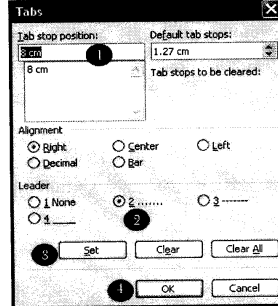 Tabs
Tab stop position: Default tab stops:
8 cm 1 1.27 cm
8 cm Tab stops to be cleared:
Alignment
Right Center Left
Decimal Bar
Leader
1 None 2 ....... 3 -------
4 ___ 2
3 Set Clear Clear All
4 OK Cancel